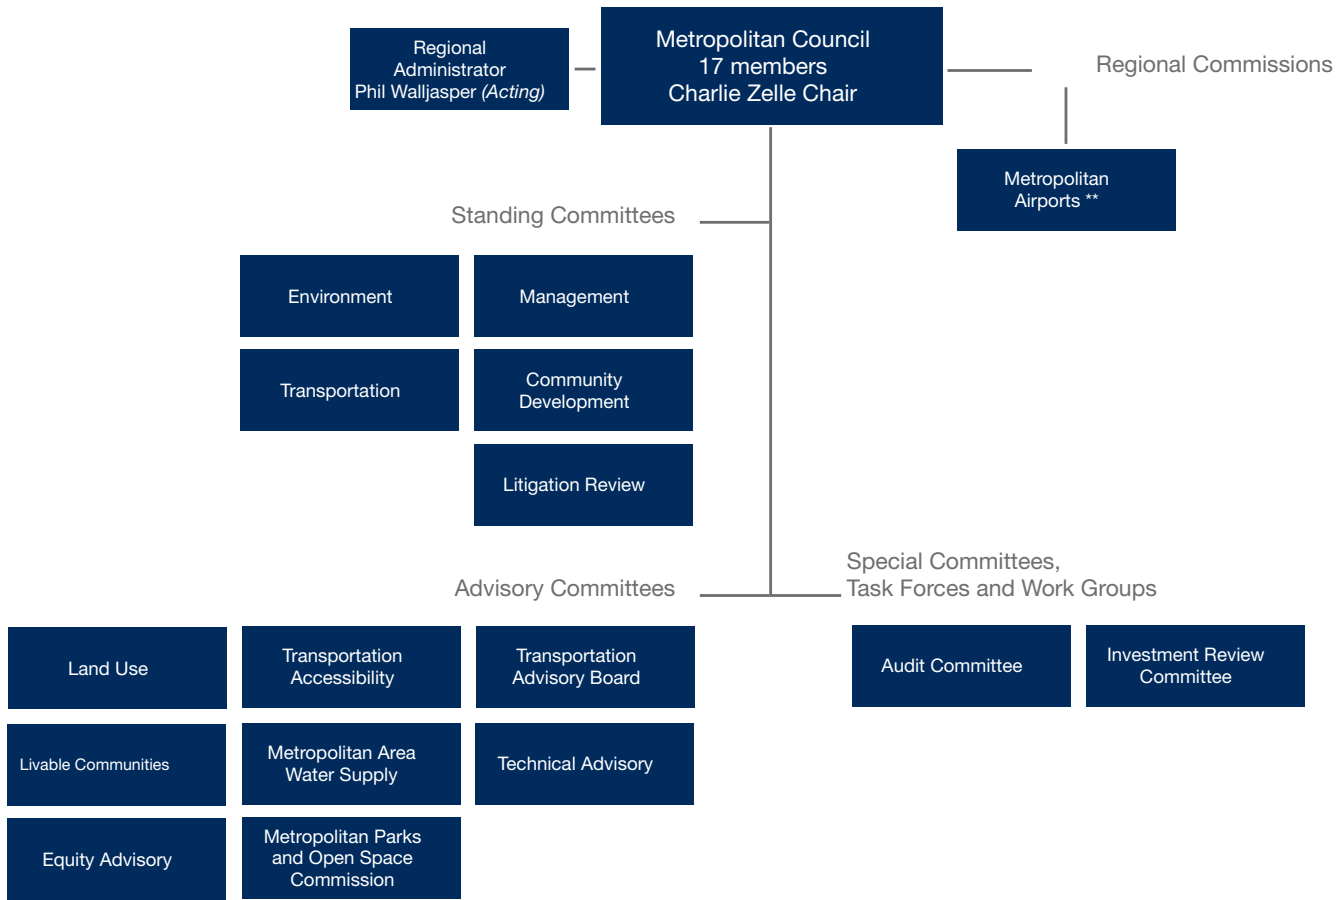 Regional
Administrator
Phil Walljasper (Acting)
Metropolitan Council
17 members
Charlie Zelle Chair
Regional Commissions
Metropolitan
Airports **
Standing Committees
Environment
Management
Transportation
Community
Development
Litigation Review
Advisory Committees
Special Committees,
Task Forces and Work Groups
Land Use
Transportation
Accessibility
Transportation
Advisory Board
Audit Committee
Investment Review
Committee
Livable Communities
Metropolitan Area
Water Supply
Technical Advisory
Equity Advisory
Metropolitan Parks
and Open Space
Commission